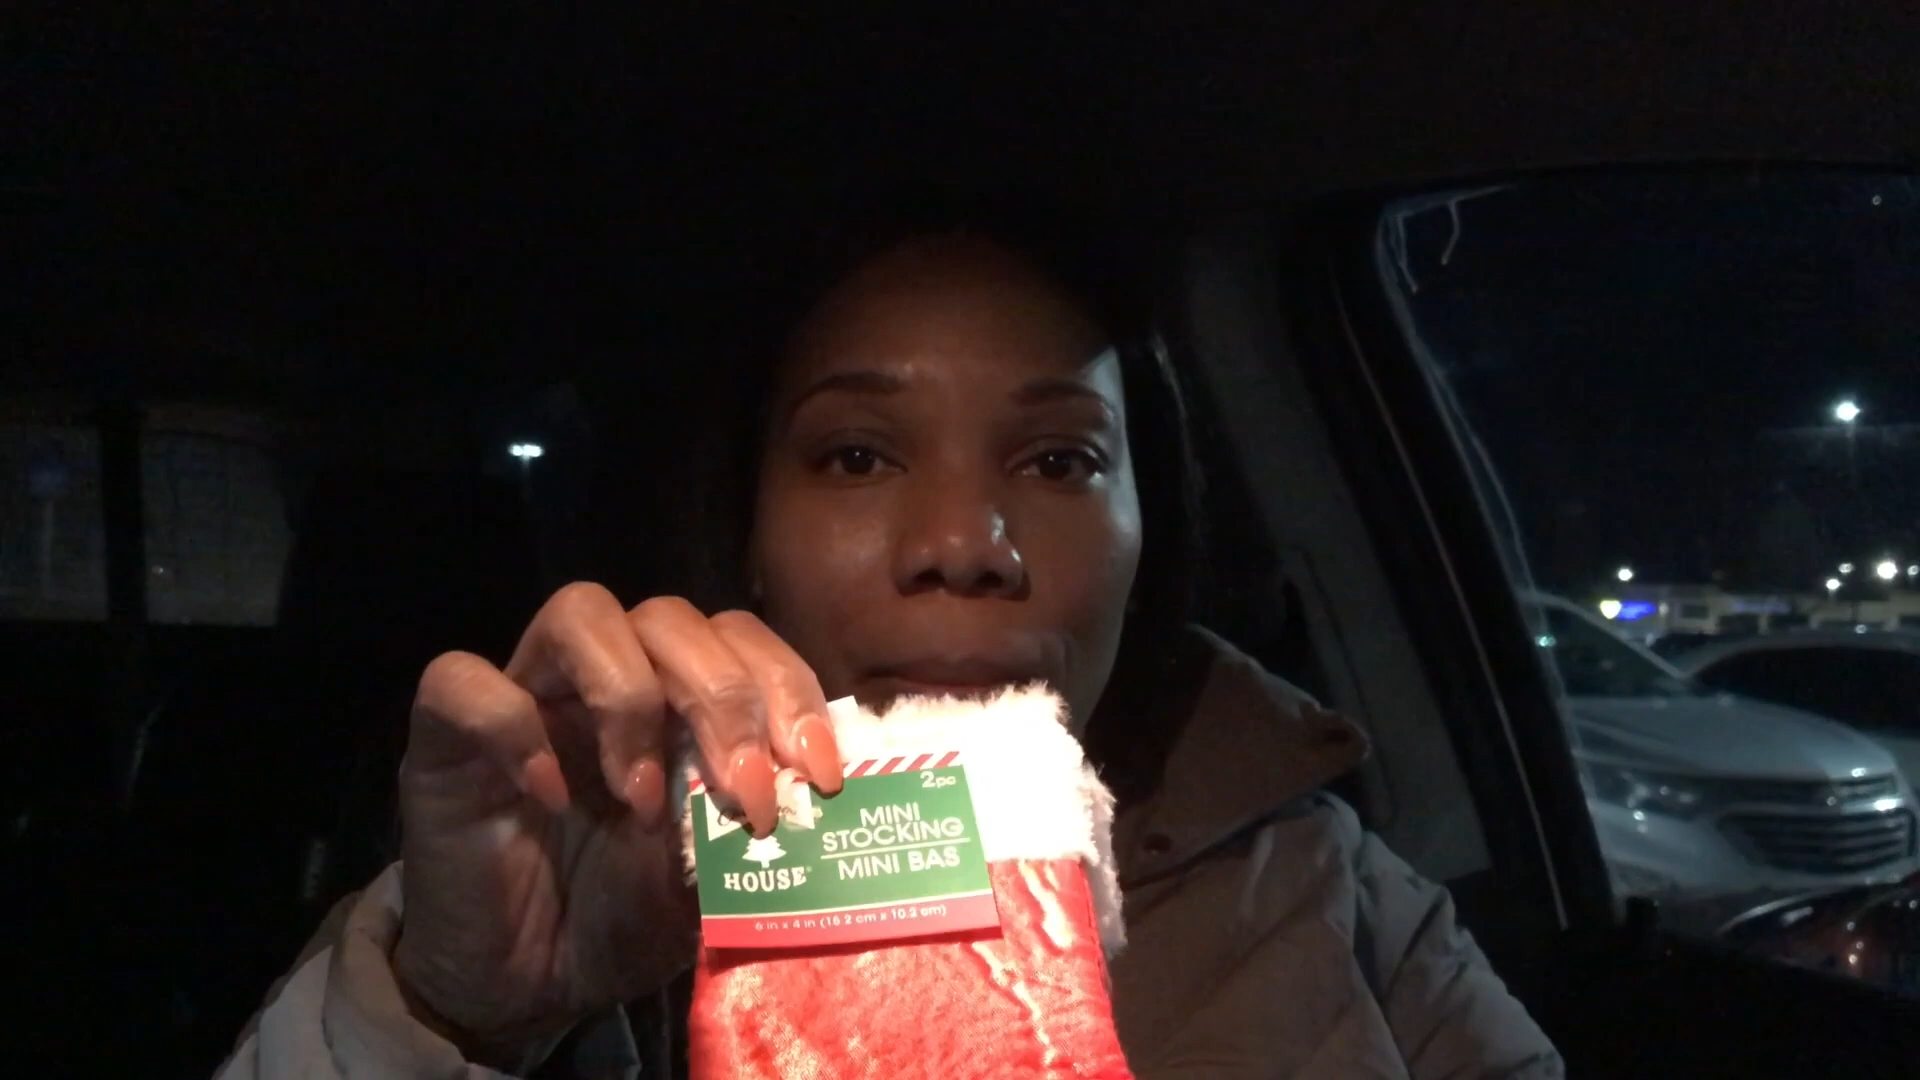 2pc
MINI
STOCKING
MINI BAS
HOUSE®
6 in x 4 in (15.2 cm x 10.2 cm)